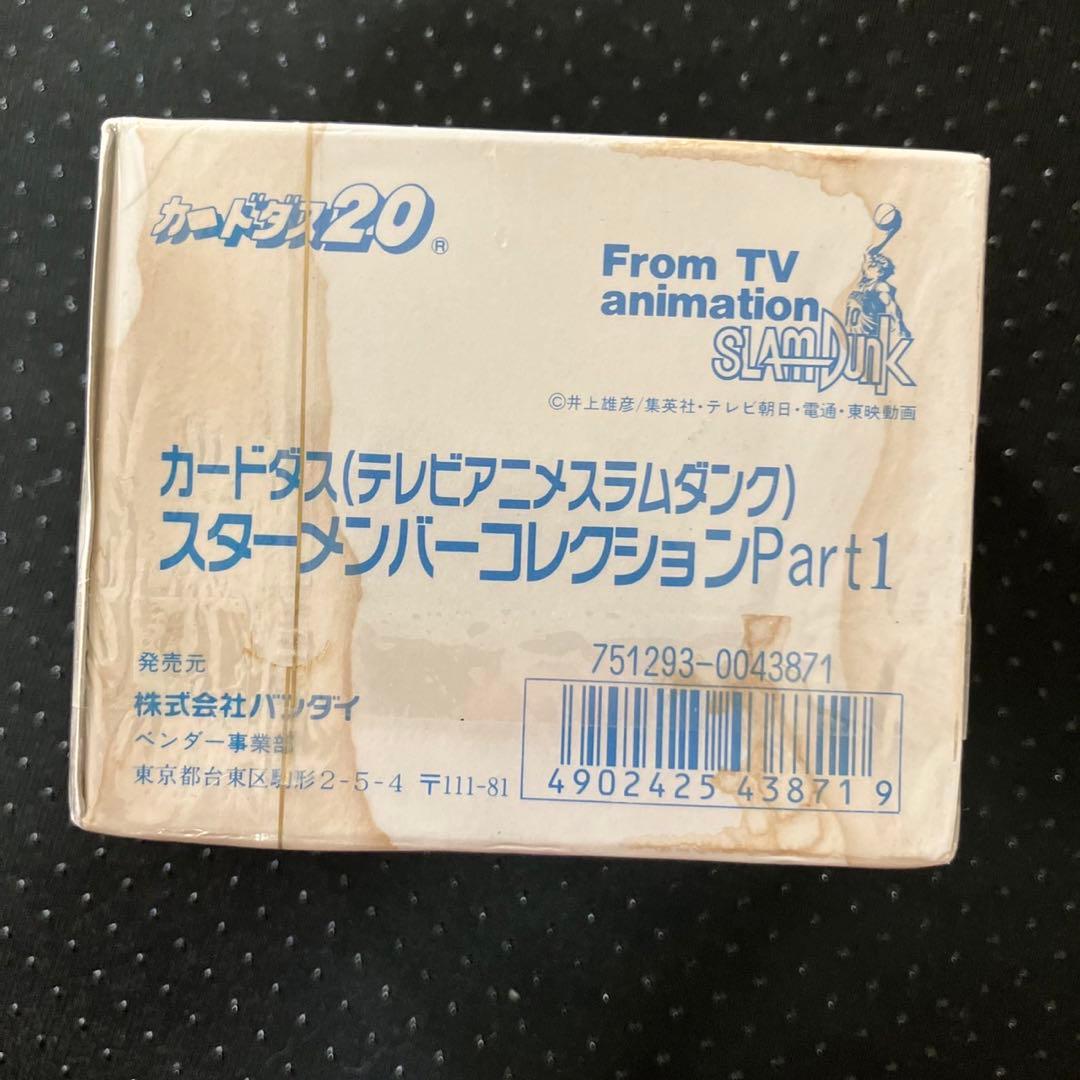 カードダス20®
From TV
animation
SLAM DUNK
10
©井上雄彦/集英社・テレビ朝日・電通・東映動画
カードダス(テレビアニメスラムダンク)
スターメンバーコレクションPart1
751293-0043871
発売元
株式会社バンダイ
ベンダー事業部
東京都台東区駒形2-5-4 〒111-81
4902425438719